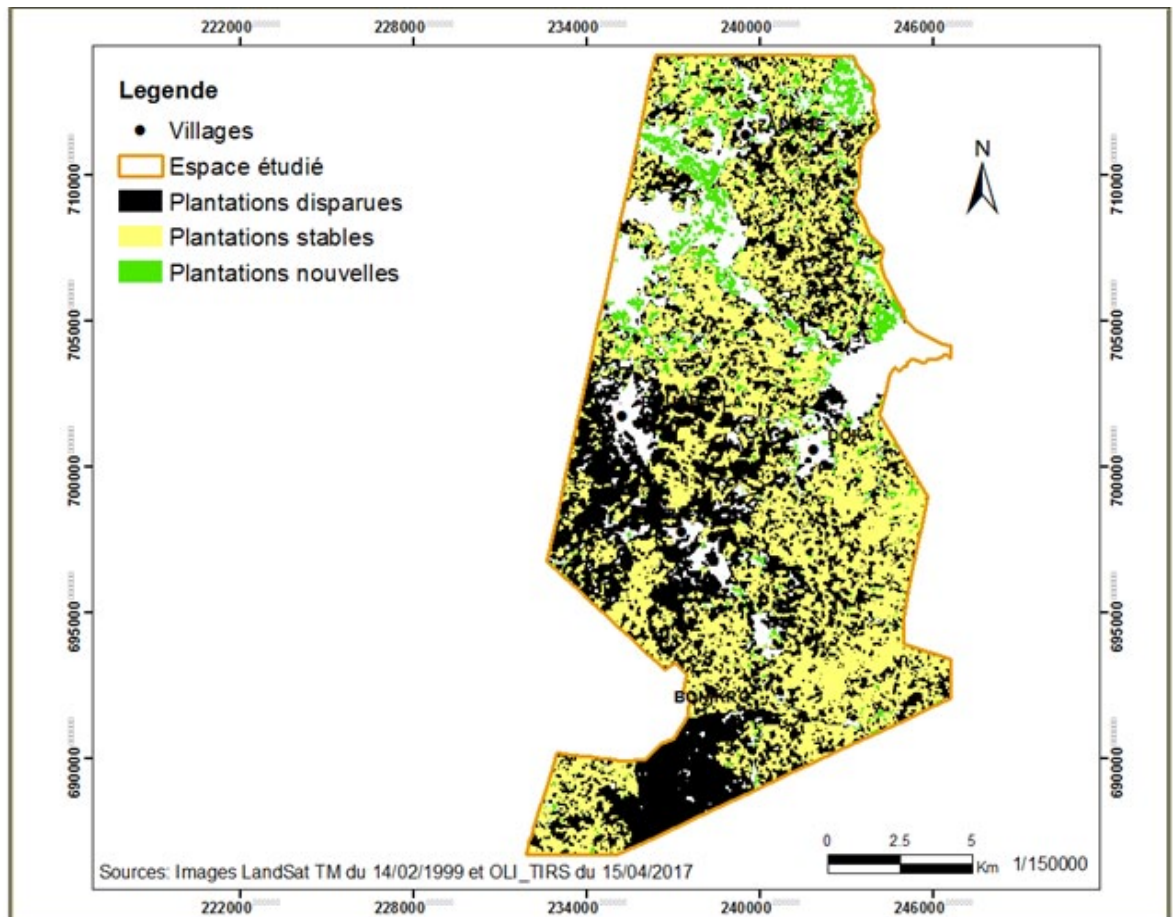 222000 228000 234000 240000 246000
Legende
Villages
Espace étudié
Plantations disparues
Plantations stables
Plantations nouvelles
N
710000 710000
705000 705000
700000 700000
695000 695000
690000 690000
0 2.5 5
Km 1/150000
Sources: Images LandSat TM du 14/02/1999 et OLI_TIRS du 15/04/2017
222000 228000 234000 240000 246000